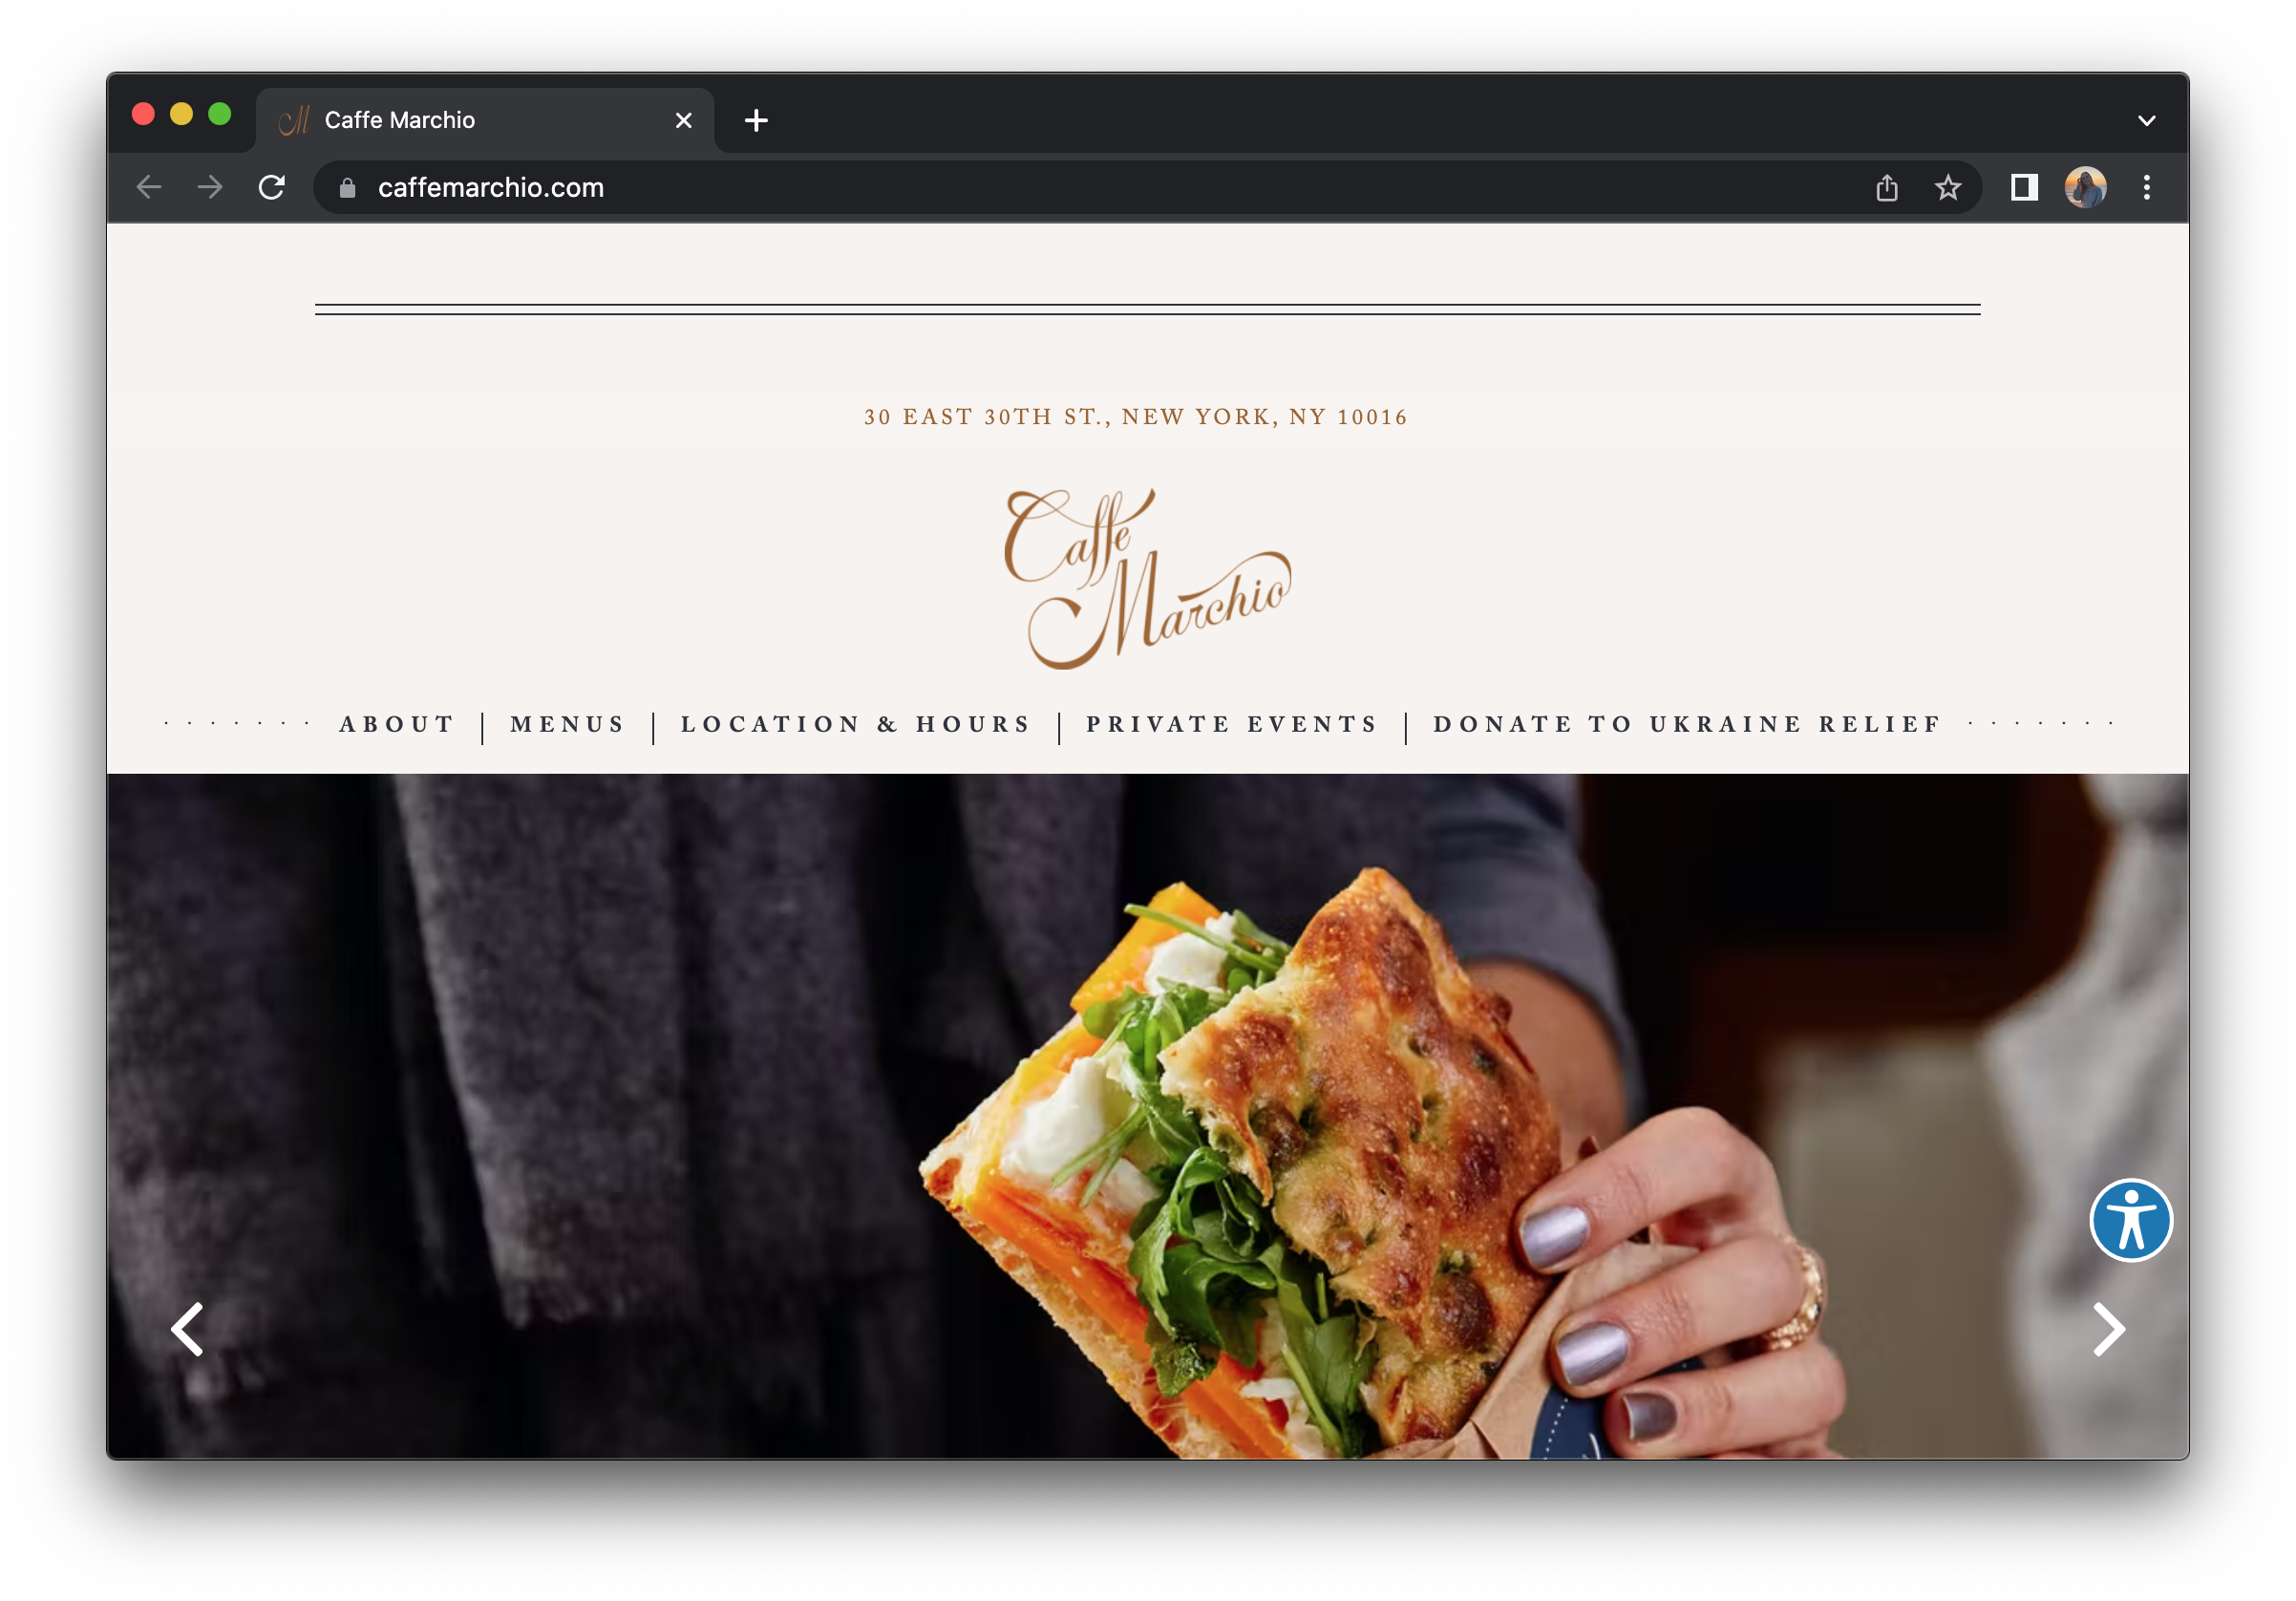 Caffe Marchio
caffemarchio.com
30 EAST 30TH ST., NEW YORK, NY 10016
Caffe
Marchio
ABOUT | MENUS | LOCATION & HOURS | PRIVATE EVENTS | DONATE TO UKRAINE RELIEF